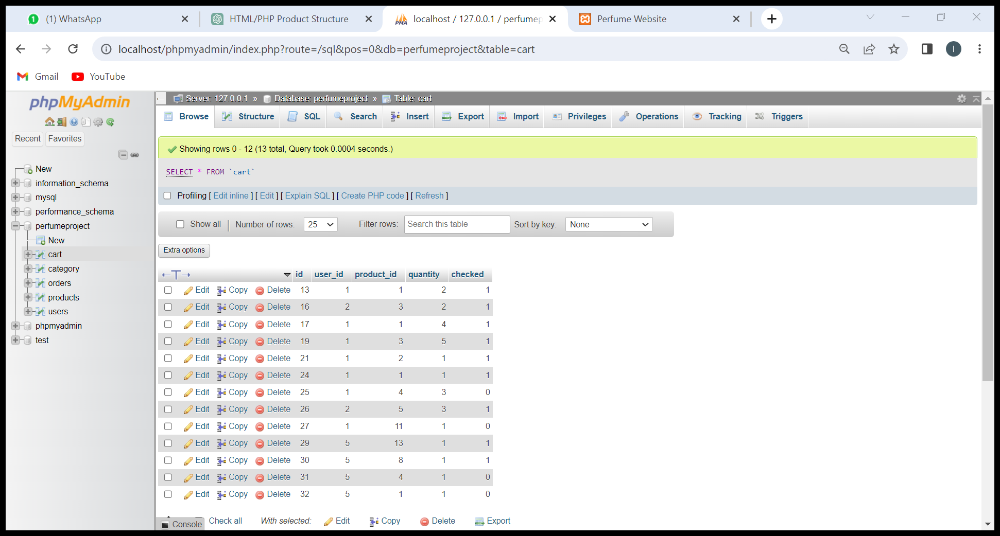 1 (1) WhatsApp HTML/PHP Product Structure PMA localhost / 127.0.0.1 / perfumep Perfume Website
localhost/phpmyadmin/index.php?route=/sql&pos=0&db=perfumeproject&table=cart I
Gmail YouTube
phpMyAdmin
Recent Favorites
New
information_schema
mysql
performance_schema
perfumeproject
New
cart
category
orders
products
users
phpmyadmin
test
Server: 127.0.0.1 » Database: perfumeproject » Table: cart
Browse Structure SQL Search Insert Export Import Privileges Operations Tracking Triggers
Showing rows 0 - 12 (13 total, Query took 0.0004 seconds.)
SELECT * FROM `cart`
Profiling [ Edit inline ] [ Edit ] [ Explain SQL ] [ Create PHP code ] [ Refresh ]
Show all Number of rows: 25 Filter rows: Search this table Sort by key: None
Extra options
←T→ id user_id product_id quantity checked
Edit Copy Delete 13 1 1 2 1
Edit Copy Delete 16 2 3 2 1
Edit Copy Delete 17 1 1 4 1
Edit Copy Delete 19 1 3 5 1
Edit Copy Delete 21 1 2 1 1
Edit Copy Delete 24 1 1 1 1
Edit Copy Delete 25 1 4 3 0
Edit Copy Delete 26 2 5 3 1
Edit Copy Delete 27 1 11 1 0
Edit Copy Delete 29 5 13 1 1
Edit Copy Delete 30 5 8 1 1
Edit Copy Delete 31 5 4 1 0
Edit Copy Delete 32 5 1 1 0
Check all With selected: Edit Copy Delete Export
Console